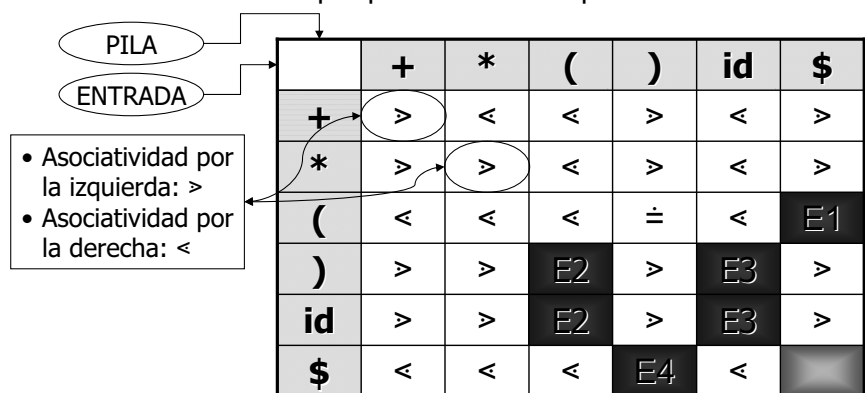 PILA
ENTRADA
+ * ( ) id $
+ ⋗ ⋖ ⋖ ⋗ ⋖ ⋗
* ⋗ ⋗ ⋖ ⋗ ⋖ ⋗
( ⋖ ⋖ ⋖ ≐ ⋖ E1
) ⋗ ⋗ E2 ⋗ E3 ⋗
id ⋗ ⋗ E2 ⋗ E3 ⋗
$ ⋖ ⋖ ⋖ E4 ⋖
• Asociatividad por
la izquierda: ⋗
• Asociatividad por
la derecha: ⋖